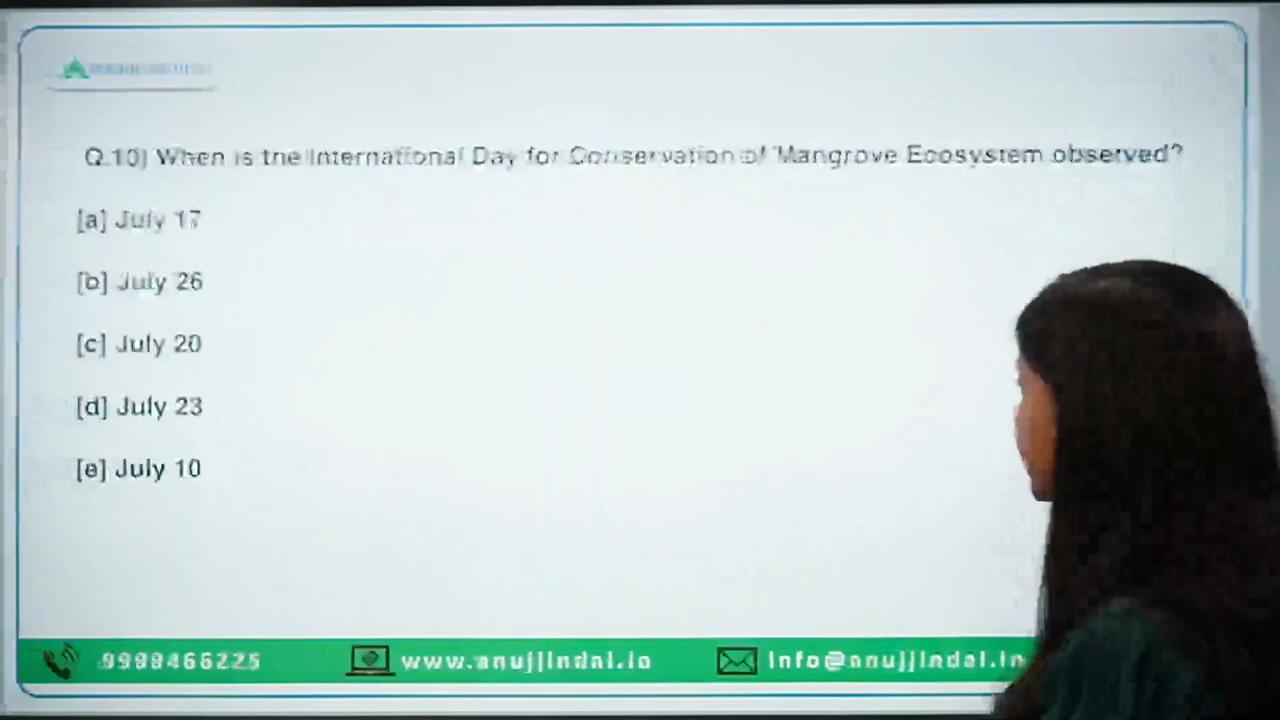 Q.10) When is the International Day for Conservation of Mangrove Ecosystem observed?
[a] July 17
[b] July 26
[c] July 20
[d] July 23
[e] July 10
9998466225
www.anujjindal.in
info@anujjindal.in